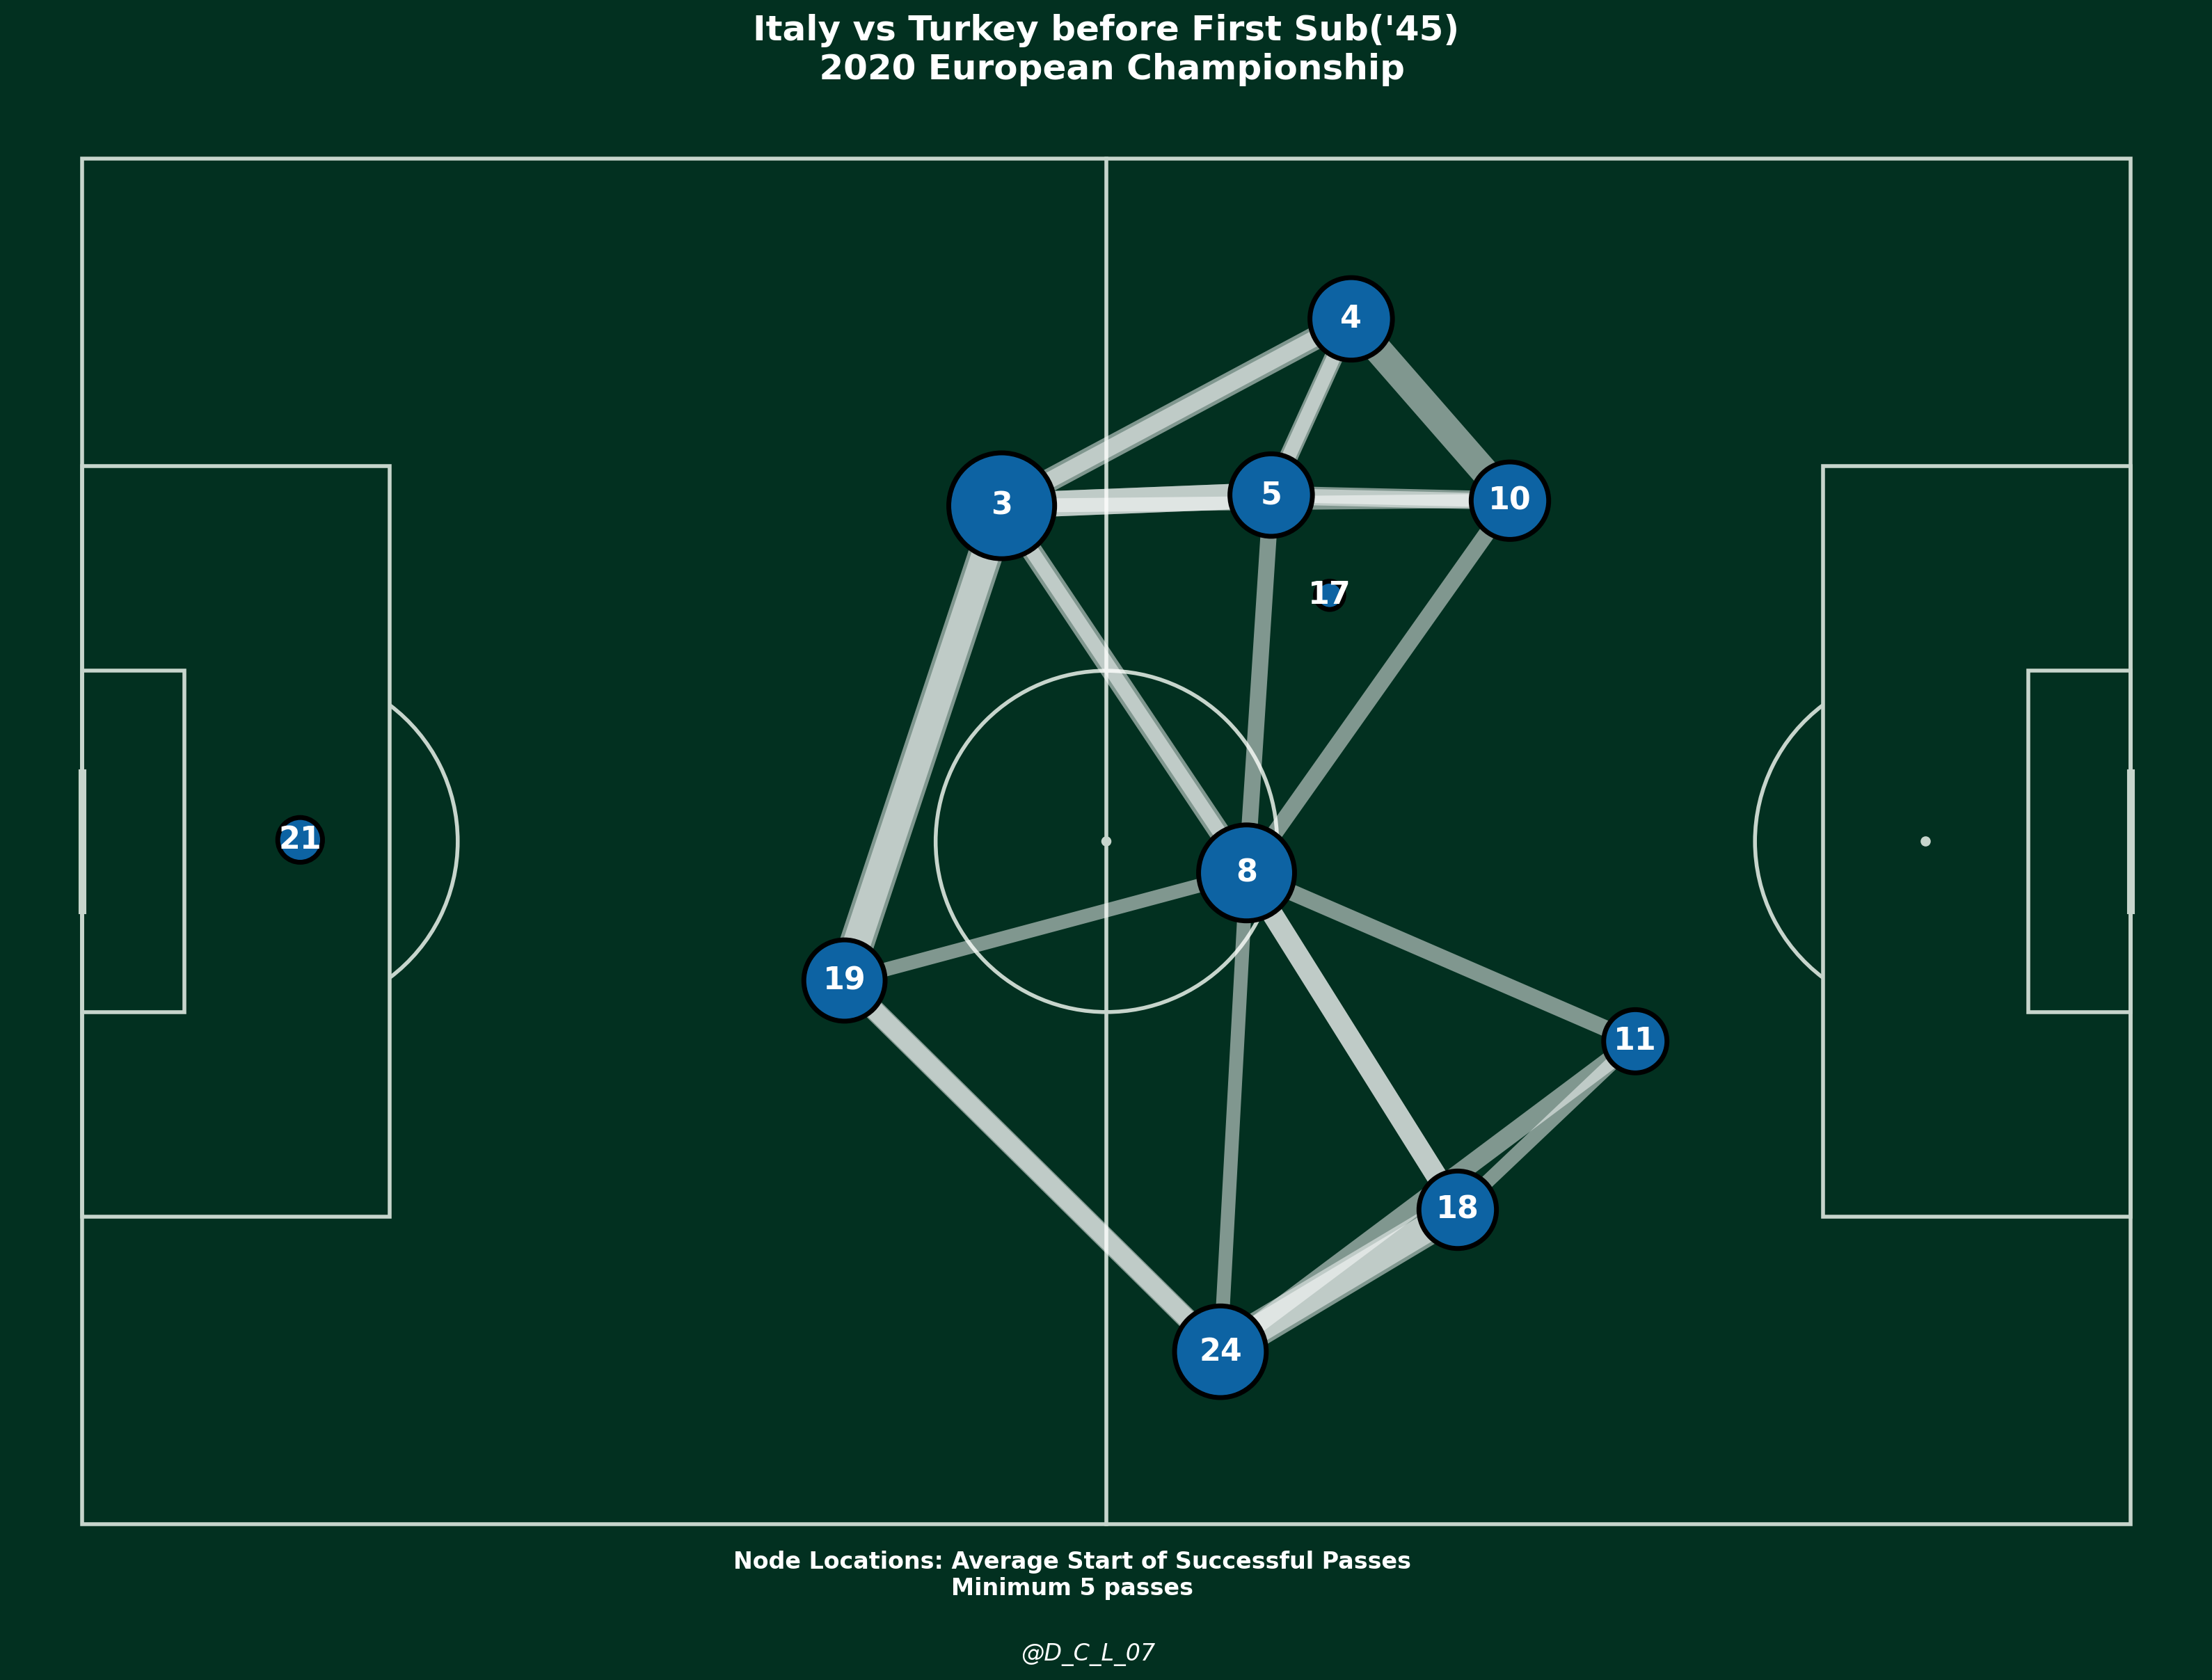 Italy vs Turkey before First Sub('45)
2020 European Championship
4
5
10
3
17
21
8
19
11
18
24
Node Locations: Average Start of Successful Passes
Minimum 5 passes
@D_C_L_07